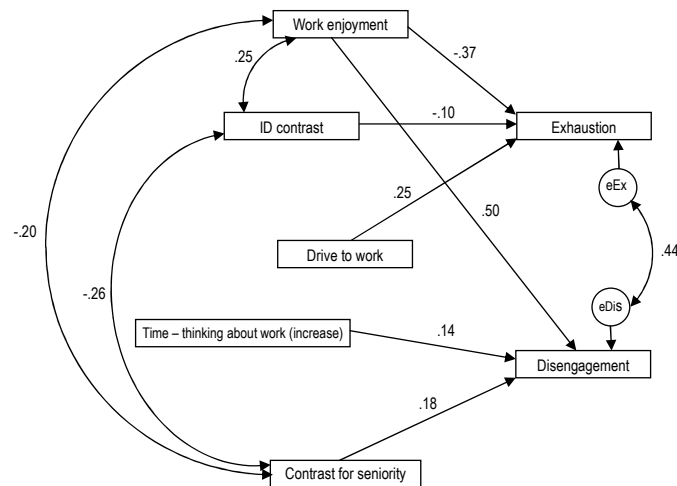 Work enjoyment
-.37
.25
ID contrast
-.10
Exhaustion
.25
eEx
.50
-.20
Drive to work
.44
-.26
eDis
Time – thinking about work (increase)
.14
Disengagement
.18
Contrast for seniority